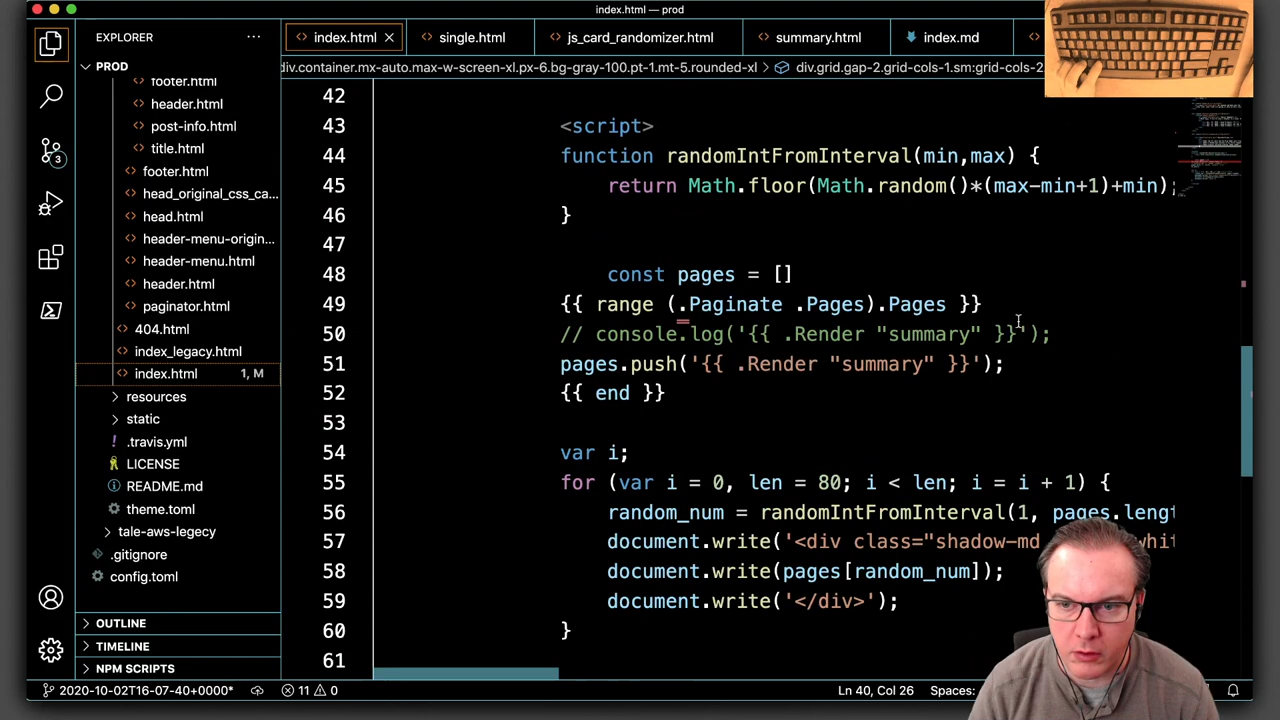 index.html — prod
EXPLORER
index.html
single.html
js_card_randomizer.html
summary.html
index.md
PROD
div.container.mx-auto.max-w-screen-xl.px-6.bg-gray-100.pt-1.mt-5.rounded-xl > div.grid.gap-2.grid-cols-1.sm:grid-cols-2.
footer.html
header.html
post-info.html
title.html
footer.html
head_original_css_ca...
head.html
header-menu-origin...
header-menu.html
header.html
paginator.html
404.html
index_legacy.html
index.html 1, M
resources
static
.travis.yml
LICENSE
README.md
theme.toml
tale-aws-legecy
.gitignore
config.toml
OUTLINE
TIMELINE
NPM SCRIPTS
3
42
43 <script>
44 function randomIntFromInterval(min,max) {
45 return Math.floor(Math.random()*(max-min+1)+min);
46 }
47
48 const pages = []
49 {{ range (.Paginate .Pages).Pages }}
50 // console.log('{{ .Render "summary" }}');
51 pages.push('{{ .Render "summary" }}');
52 {{ end }}
53
54 var i;
55 for (var i = 0, len = 80; i < len; i = i + 1) {
56 random_num = randomIntFromInterval(1, pages.lengt
57 document.write('<div class="shadow-md whit
58 document.write(pages[random_num]);
59 document.write('</div>');
60 }
61
2020-10-02T16-07-40+0000* 11 0 Ln 40, Col 26 Spaces: